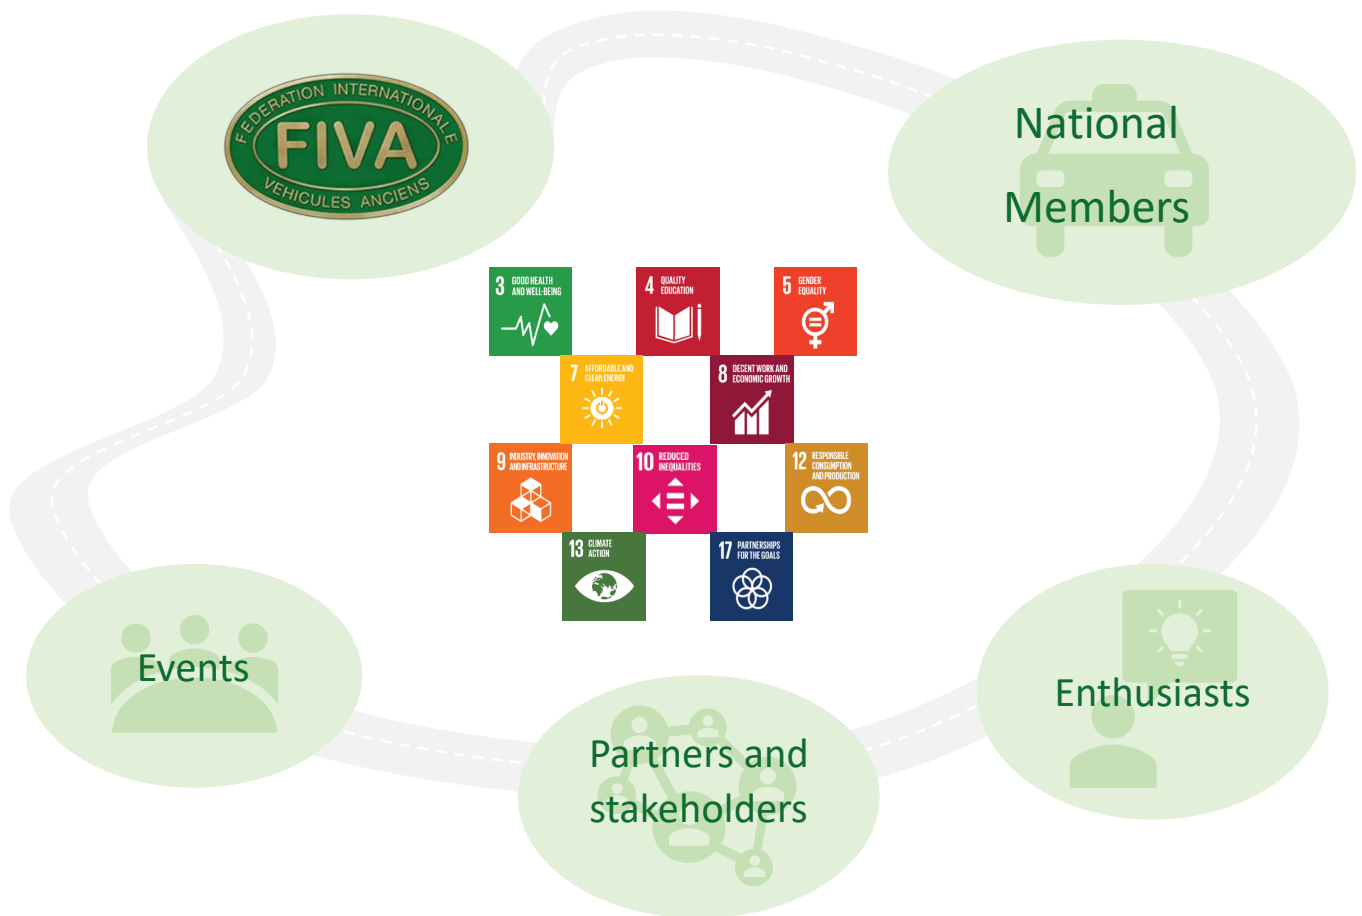 FEDERATION INTERNATIONALE
FIVA
VEHICULES ANCIENS
National
Members
3 GOOD HEALTH
AND WELL-BEING
4 QUALITY
EDUCATION
5 GENDER
EQUALITY
7 AFFORDABLE AND
CLEAN ENERGY
8 DECENT WORK AND
ECONOMIC GROWTH
9 INDUSTRY, INNOVATION
AND INFRASTRUCTURE
10 REDUCED
INEQUALITIES
12 RESPONSIBLE
CONSUMPTION
AND PRODUCTION
13 CLIMATE
ACTION
17 PARTNERSHIPS
FOR THE GOALS
Events
Partners and
stakeholders
Enthusiasts